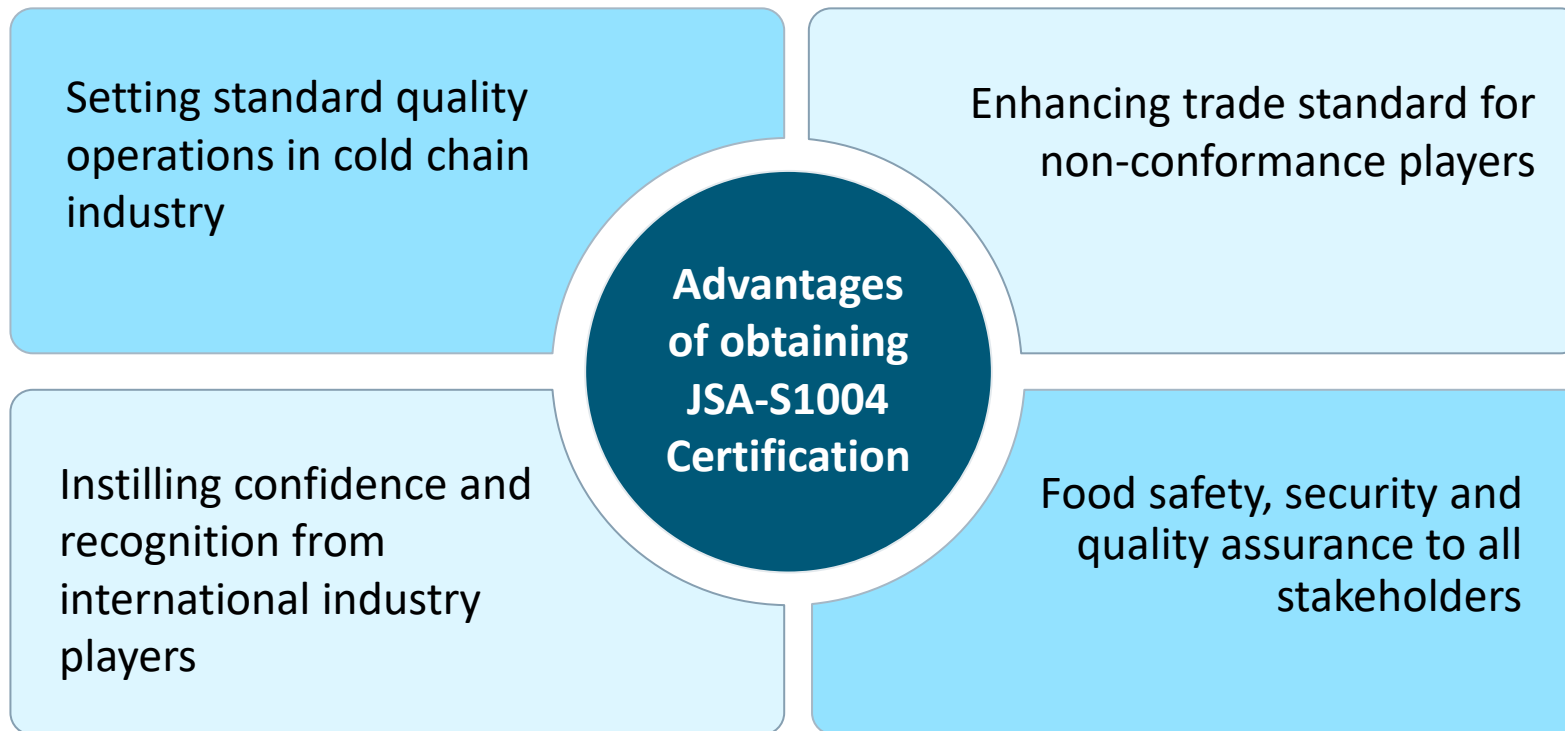 Setting standard quality
operations in cold chain
industry
Enhancing trade standard for
non-conformance players
Advantages
of obtaining
JSA-S1004
Certification
Instilling confidence and
recognition from
international industry
players
Food safety, security and
quality assurance to all
stakeholders